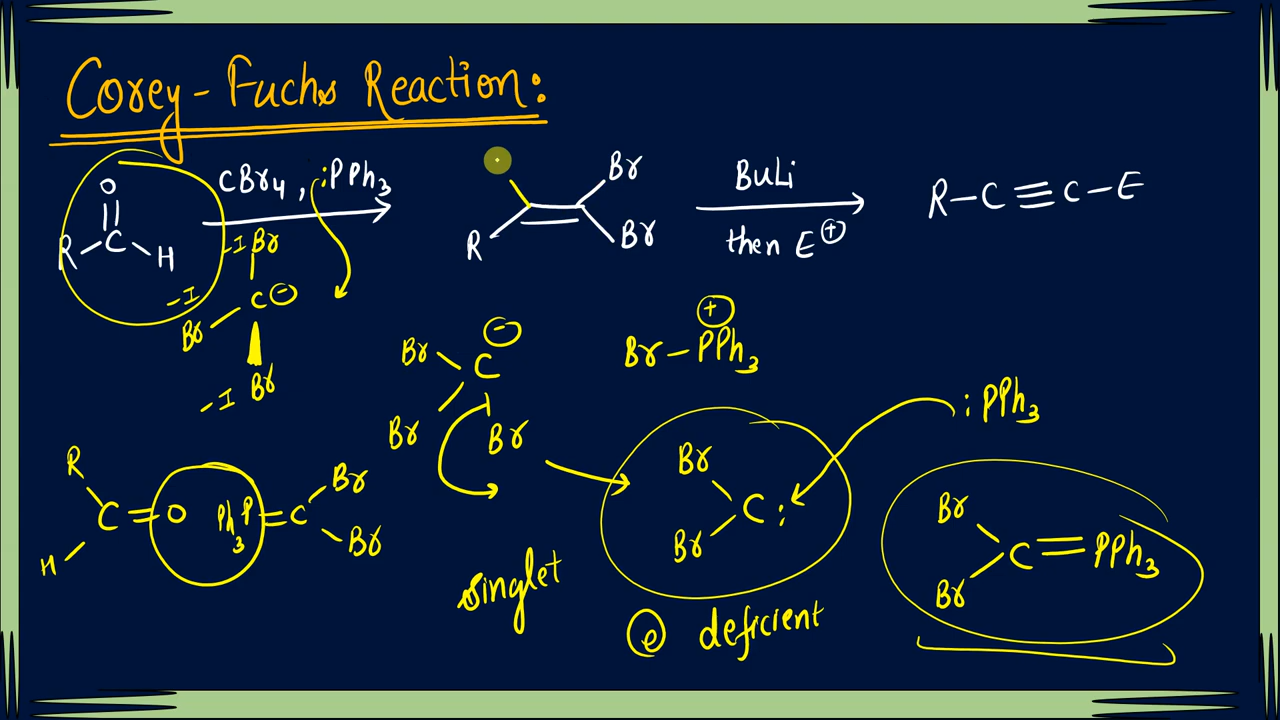 Corey-Fuchs Reaction:
O
R-C-H
CBr4, :PPh3
R
Br
Br
BuLi
then E⊕
R-C≡C-E
-I Br
-I
Br
C⊖
-I Br
Br
C⊖
Br
Br
Br-PPh3
⊕
:PPh3
R
C=O
H
Ph3P=C
Br
Br
Br
Br
C:
singlet
e deficient
Br
Br
C=PPh3